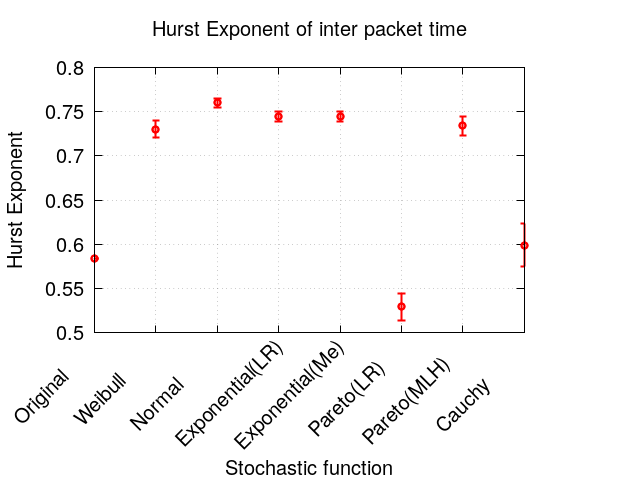 Hurst Exponent of inter packet time
0.8
0.75
0.7
0.65
0.6
0.55
0.5
Hurst Exponent
Original
Weibull
Normal
Exponential(LR)
Exponential(Me)
Pareto(LR)
Pareto(MLH)
Cauchy
Stochastic function